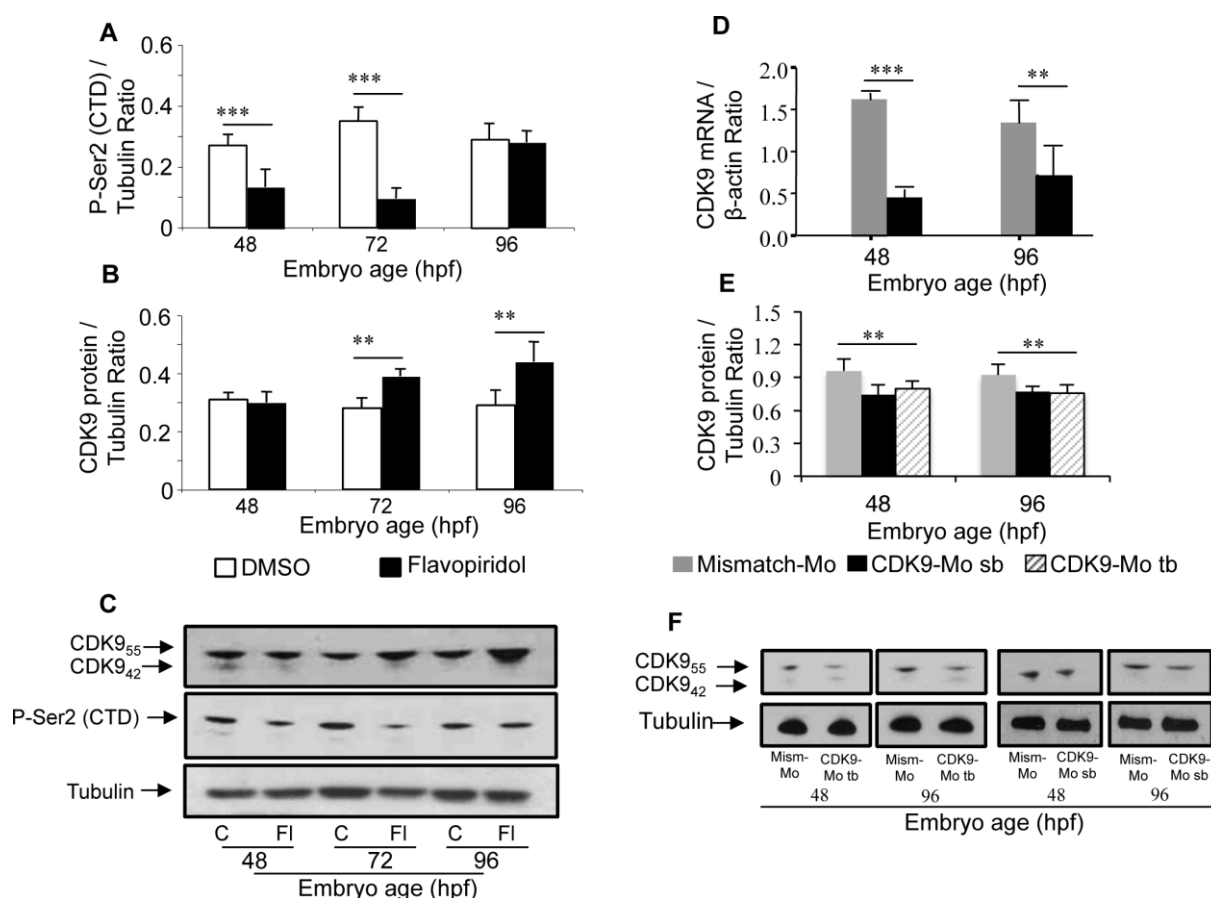 A
P-Ser2 (CTD) /
Tubulin Ratio
0.6
0.4
0.2
0
***
***
48
72
96
Embryo age (hpf)
B
CDK9 protein /
Tubulin Ratio
0.6
0.4
0.2
0
**
**
48
72
96
Embryo age (hpf)
DMSO
Flavopiridol
C
CDK955
CDK942
P-Ser2 (CTD)
Tubulin
C
Fl
C
Fl
C
Fl
48
72
96
Embryo age (hpf)
D
CDK9 mRNA /
β-actin Ratio
2.0
1.5
1.0
0.5
0.0
***
**
48
96
Embryo age (hpf)
E
CDK9 protein /
Tubulin Ratio
1.5
1.2
0.9
0.6
0.3
0
**
**
48
96
Embryo age (hpf)
Mismatch-Mo
CDK9-Mo sb
CDK9-Mo tb
F
CDK955
CDK942
Tubulin
Mism-
Mo
CDK9-
Mo tb
Mism-
Mo
CDK9-
Mo tb
Mism-
Mo
CDK9-
Mo sb
Mism-
Mo
CDK9-
Mo sb
48
96
48
96
Embryo age (hpf)